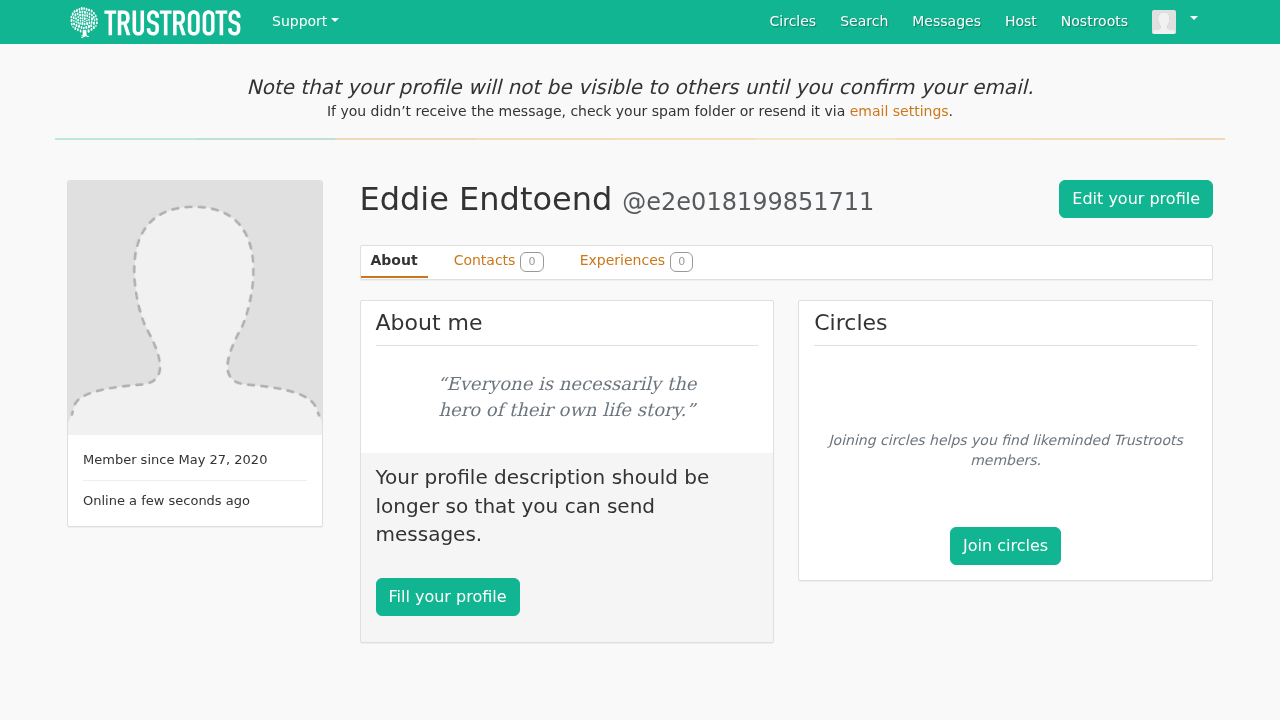 TRUSTROOTS Support Circles Search Messages Host Nostroots
Note that your profile will not be visible to others until you confirm your email.
If you didn’t receive the message, check your spam folder or resend it via email settings.
Eddie Endtoend @e2e018199851711 Edit your profile
About Contacts 0 Experiences 0
About me
“Everyone is necessarily the
hero of their own life story.”
Your profile description should be
longer so that you can send
messages.
Fill your profile
Circles
Joining circles helps you find likeminded Trustroots
members.
Join circles
Member since May 27, 2020
Online a few seconds ago